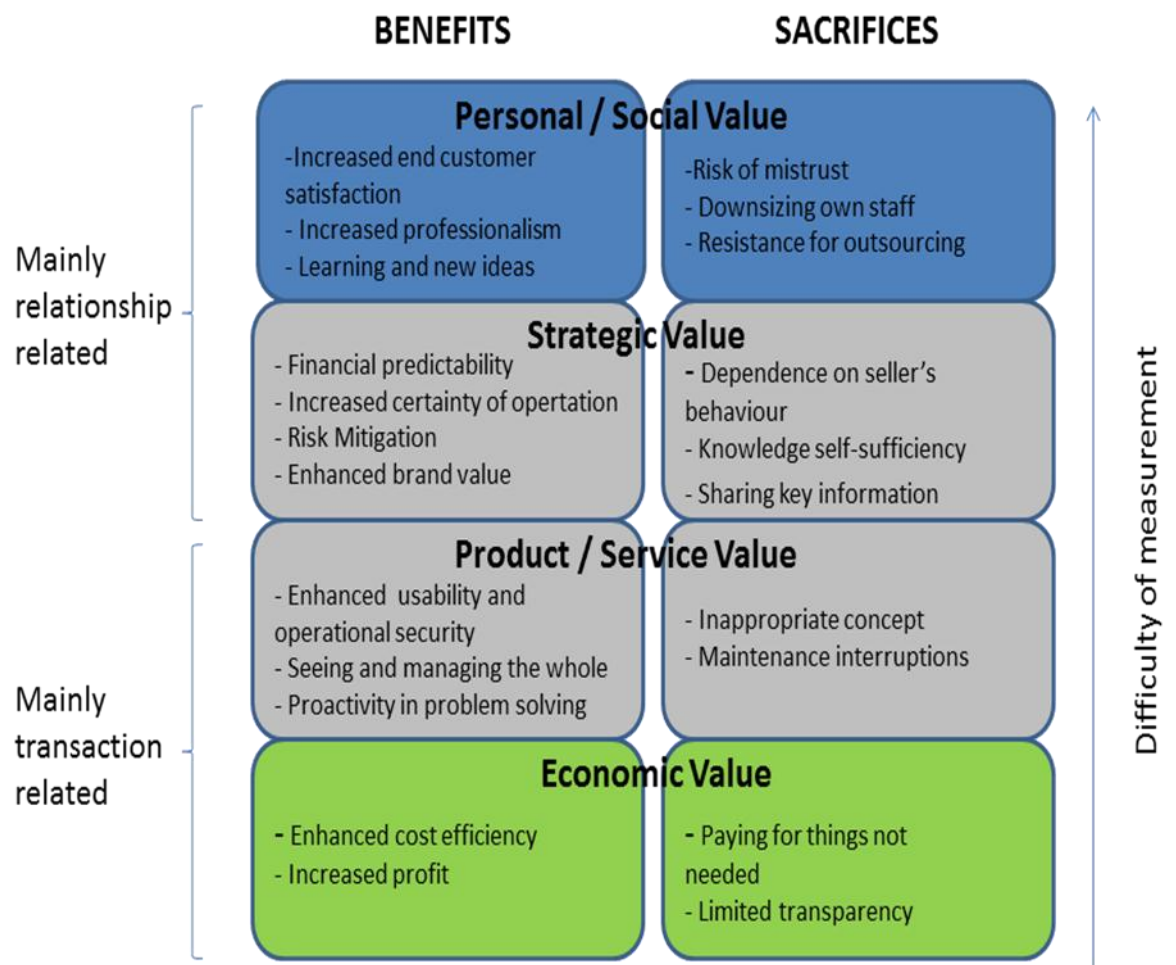 BENEFITS
SACRIFICES
Personal / Social Value
-Increased end customer
satisfaction
- Increased professionalism
- Learning and new ideas
-Risk of mistrust
- Downsizing own staff
- Resistance for outsourcing
Mainly
relationship
related
Strategic Value
- Financial predictability
- Increased certainty of opertation
- Risk Mitigation
- Enhanced brand value
- Dependence on seller's
behaviour
- Knowledge self-sufficiency
- Sharing key information
Product / Service Value
- Enhanced usability and
operational security
- Seeing and managing the whole
- Proactivity in problem solving
- Inappropriate concept
- Maintenance interruptions
Mainly
transaction
related
Economic Value
- Enhanced cost efficiency
- Increased profit
- Paying for things not
needed
- Limited transparency
Difficulty of measurement